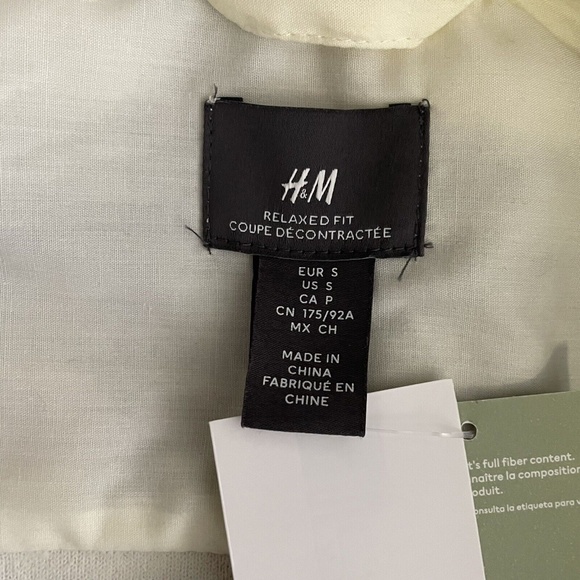 H&M
RELAXED FIT
COUPE DÉCONTRACTÉE
EUR S
US S
CA P
CN 175/92A
MX CH
MADE IN
CHINA
FABRIQUÉ EN
CHINE
t's full fiber content.
naître la composition
oduit.
onsulta la etiqueta para